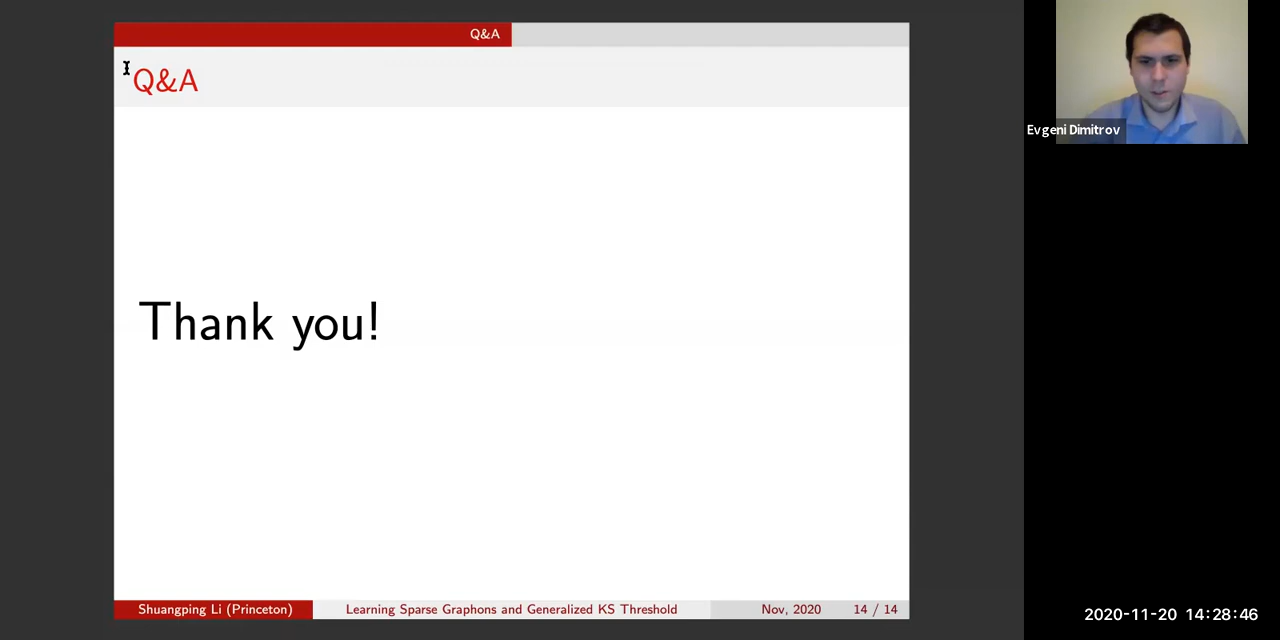 Q&A
Q&A
Evgeni Dimitrov
Thank you!
Shuangping Li (Princeton) Learning Sparse Graphons and Generalized KS Threshold Nov, 2020 14 / 14
2020-11-20 14:28:46